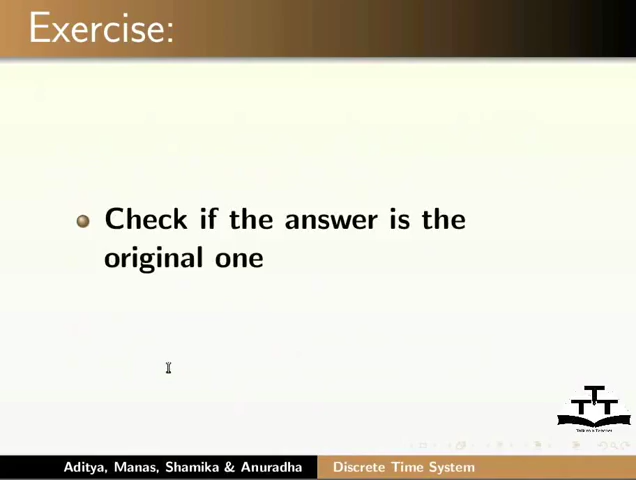 Exercise:
Check if the answer is the
original one
Aditya, Manas, Shamika & Anuradha
Discrete Time System